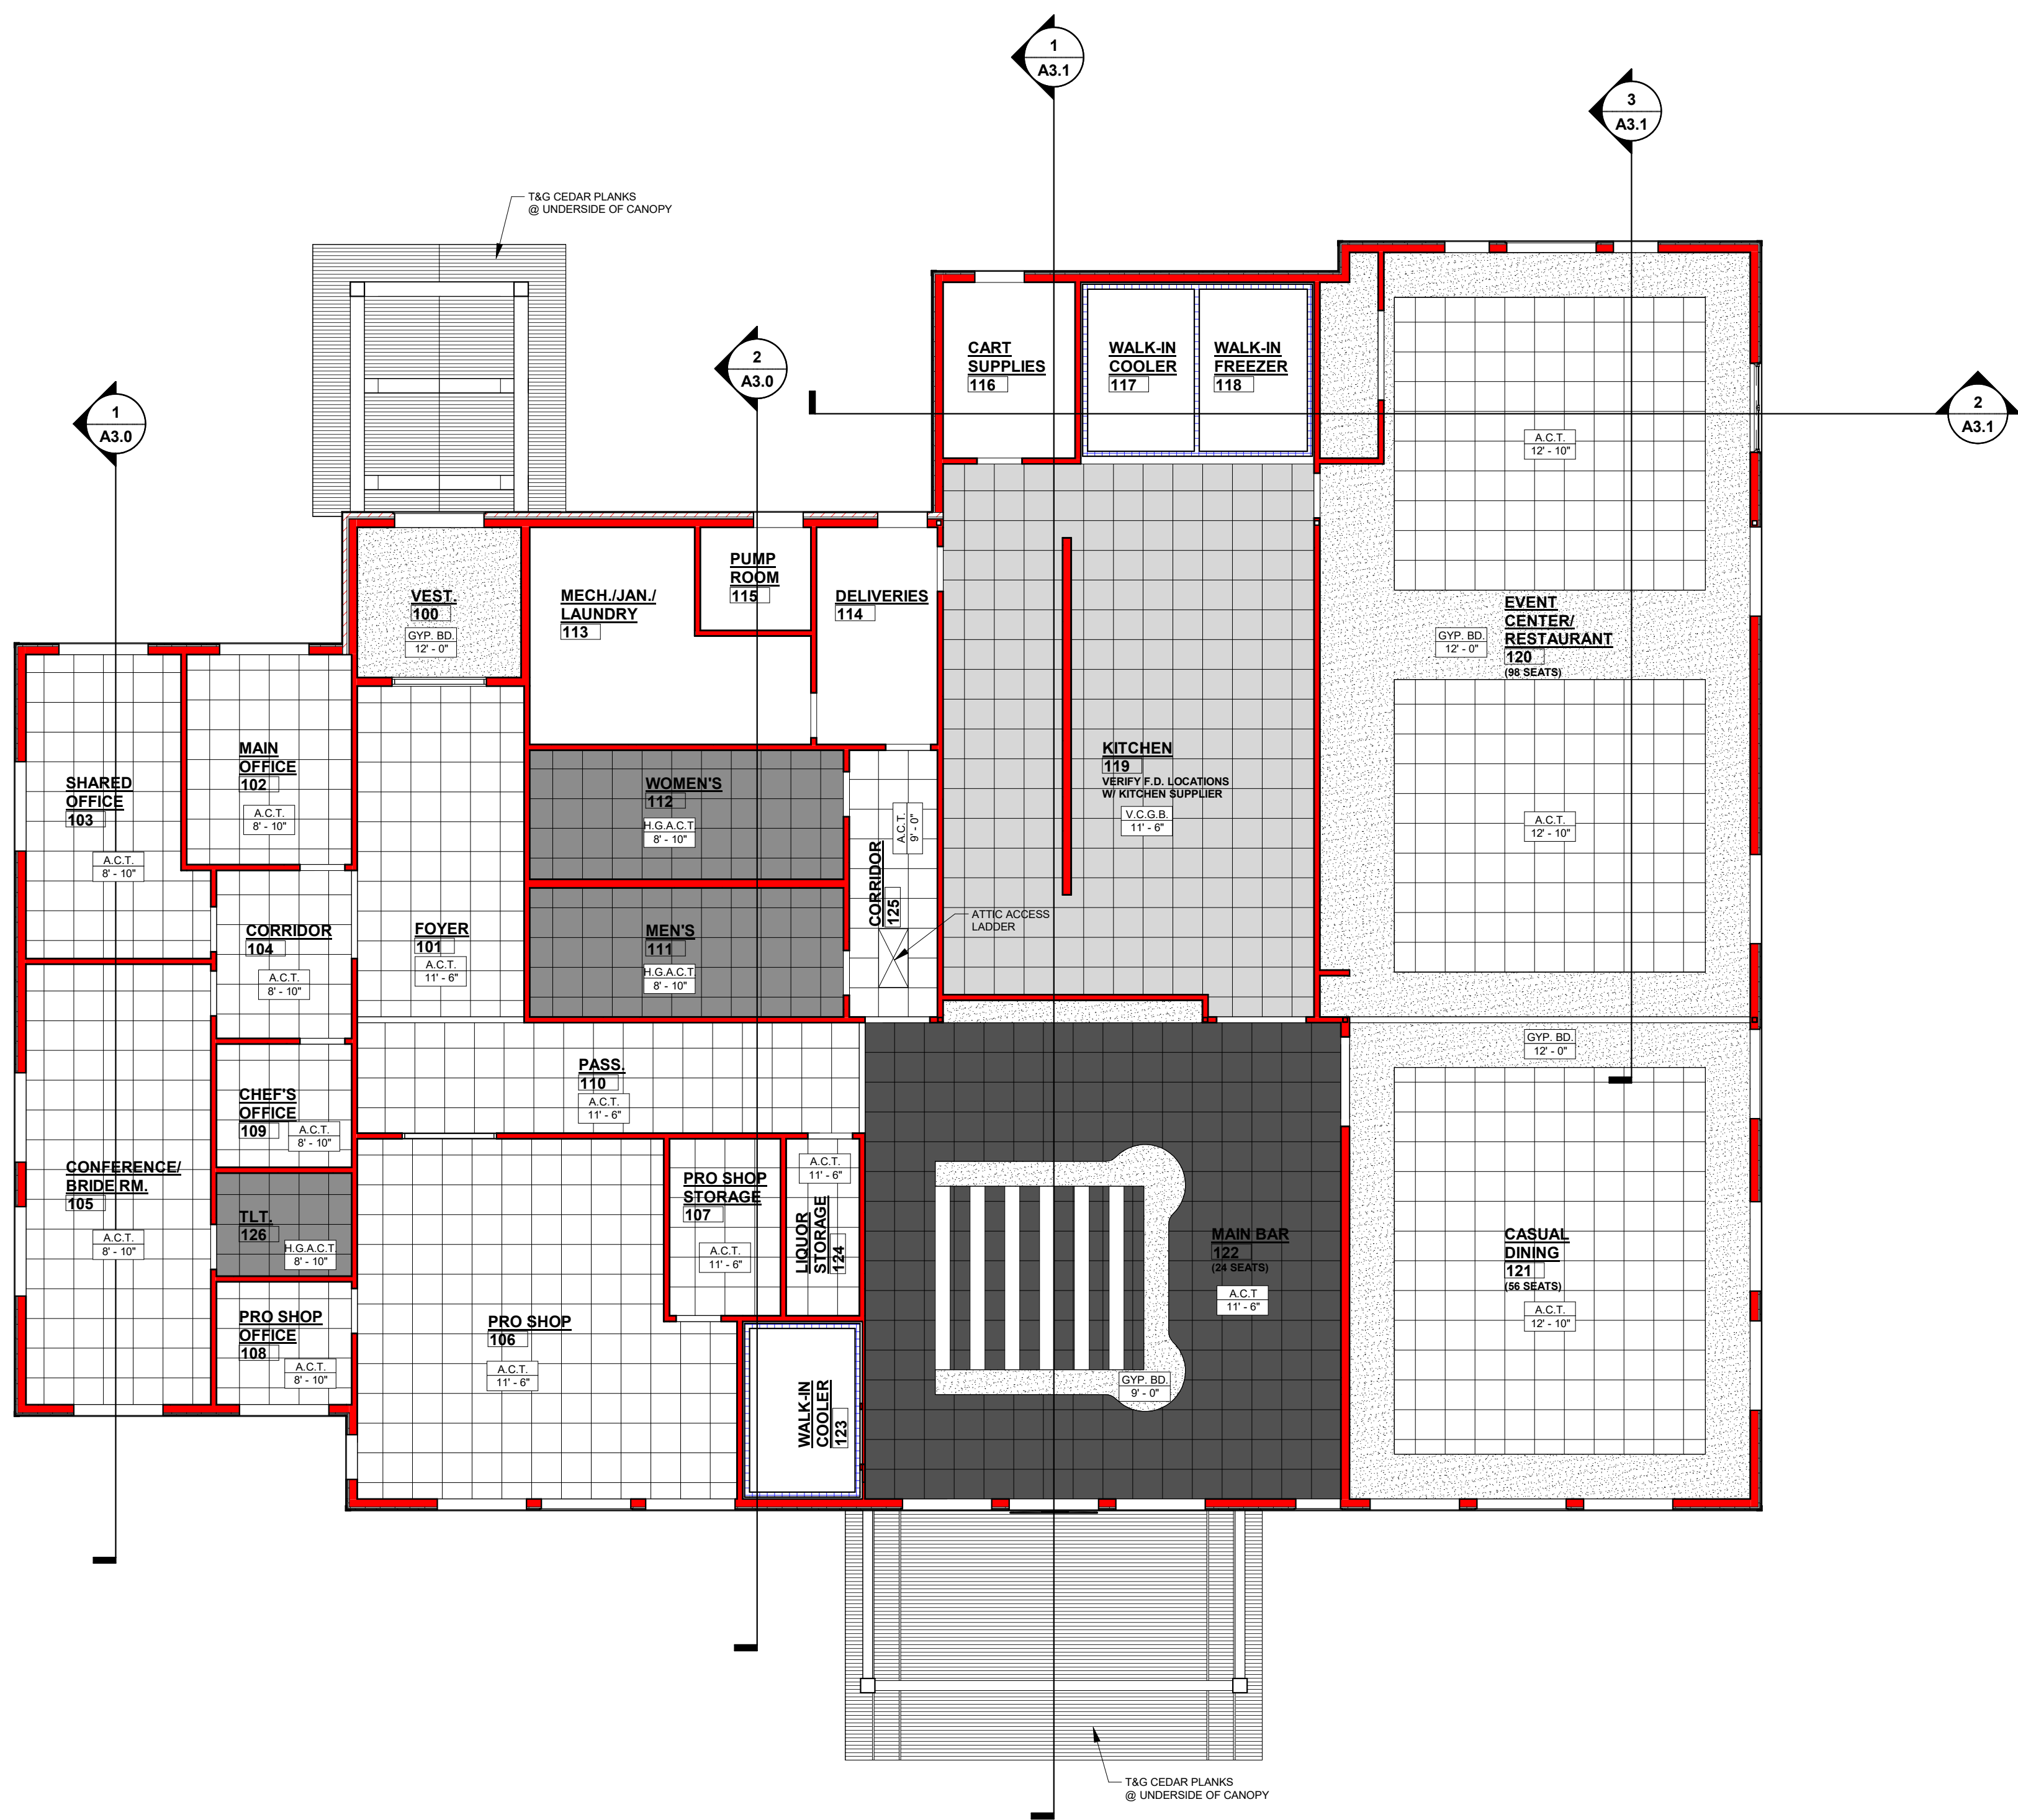 1
A3.1
3
A3.1
T&G CEDAR PLANKS
@ UNDERSIDE OF CANOPY
2
A3.0
1
A3.0
2
A3.1
CART
SUPPLIES
116
WALK-IN
COOLER
117
WALK-IN
FREEZER
118
A.C.T.
12' - 10"
VEST.
100
GYP. BD.
12' - 0"
MECH./JAN./
LAUNDRY
113
PUMP
ROOM
115
DELIVERIES
114
EVENT
CENTER/
RESTAURANT
120
(98 SEATS)
GYP. BD.
12' - 0"
MAIN
OFFICE
102
A.C.T.
8' - 10"
SHARED
OFFICE
103
A.C.T.
8' - 10"
WOMEN'S
112
H.G.A.C.T.
8' - 10"
A.C.T.
9' - 0"
CORRIDOR
125
KITCHEN
119
VERIFY F.D. LOCATIONS
W/ KITCHEN SUPPLIER
V.C.G.B.
11' - 6"
A.C.T.
12' - 10"
CORRIDOR
104
A.C.T.
8' - 10"
FOYER
101
A.C.T.
11' - 6"
MEN'S
111
H.G.A.C.T.
8' - 10"
ATTIC ACCESS
LADDER
PASS.
110
A.C.T.
11' - 6"
GYP. BD.
12' - 0"
CHEF'S
OFFICE
109
A.C.T.
8' - 10"
CONFERENCE/
BRIDE RM.
105
A.C.T.
8' - 10"
TLT.
126
H.G.A.C.T.
8' - 10"
PRO SHOP
STORAGE
107
A.C.T.
11' - 6"
A.C.T.
11' - 6"
LIQUOR
STORAGE
124
MAIN BAR
122
(24 SEATS)
A.C.T
11' - 6"
CASUAL
DINING
121
(56 SEATS)
A.C.T.
12' - 10"
PRO SHOP
OFFICE
108
A.C.T.
8' - 10"
PRO SHOP
106
A.C.T.
11' - 6"
WALK-IN
COOLER
123
GYP. BD.
9' - 0"
T&G CEDAR PLANKS
@ UNDERSIDE OF CANOPY